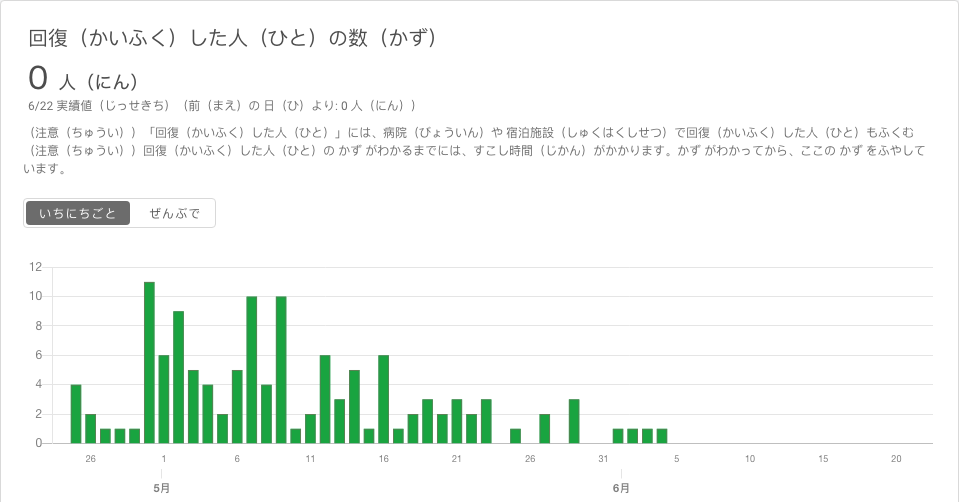 回復（かいふく）した人（ひと）の数（かず）
0 人（にん）
6/22 実績値（じっせきち）（前（まえ）の 日（ひ）より: 0 人（にん））
（注意（ちゅうい））「回復（かいふく）した人（ひと）」には、病院（びょういん）や 宿泊施設（しゅくはくしせつ）で回復（かいふく）した人（ひと）もふくむ
（注意（ちゅうい））回復（かいふく）した人（ひと）の かず がわかるまでには、すこし時間（じかん）がかかります。かず がわかってから、ここの かず をふやして
います。
いちにちごと ぜんぶで
12
10
8
6
4
2
0
26 1 6 11 16 21 26 31 5 10 15 20
5月 6月